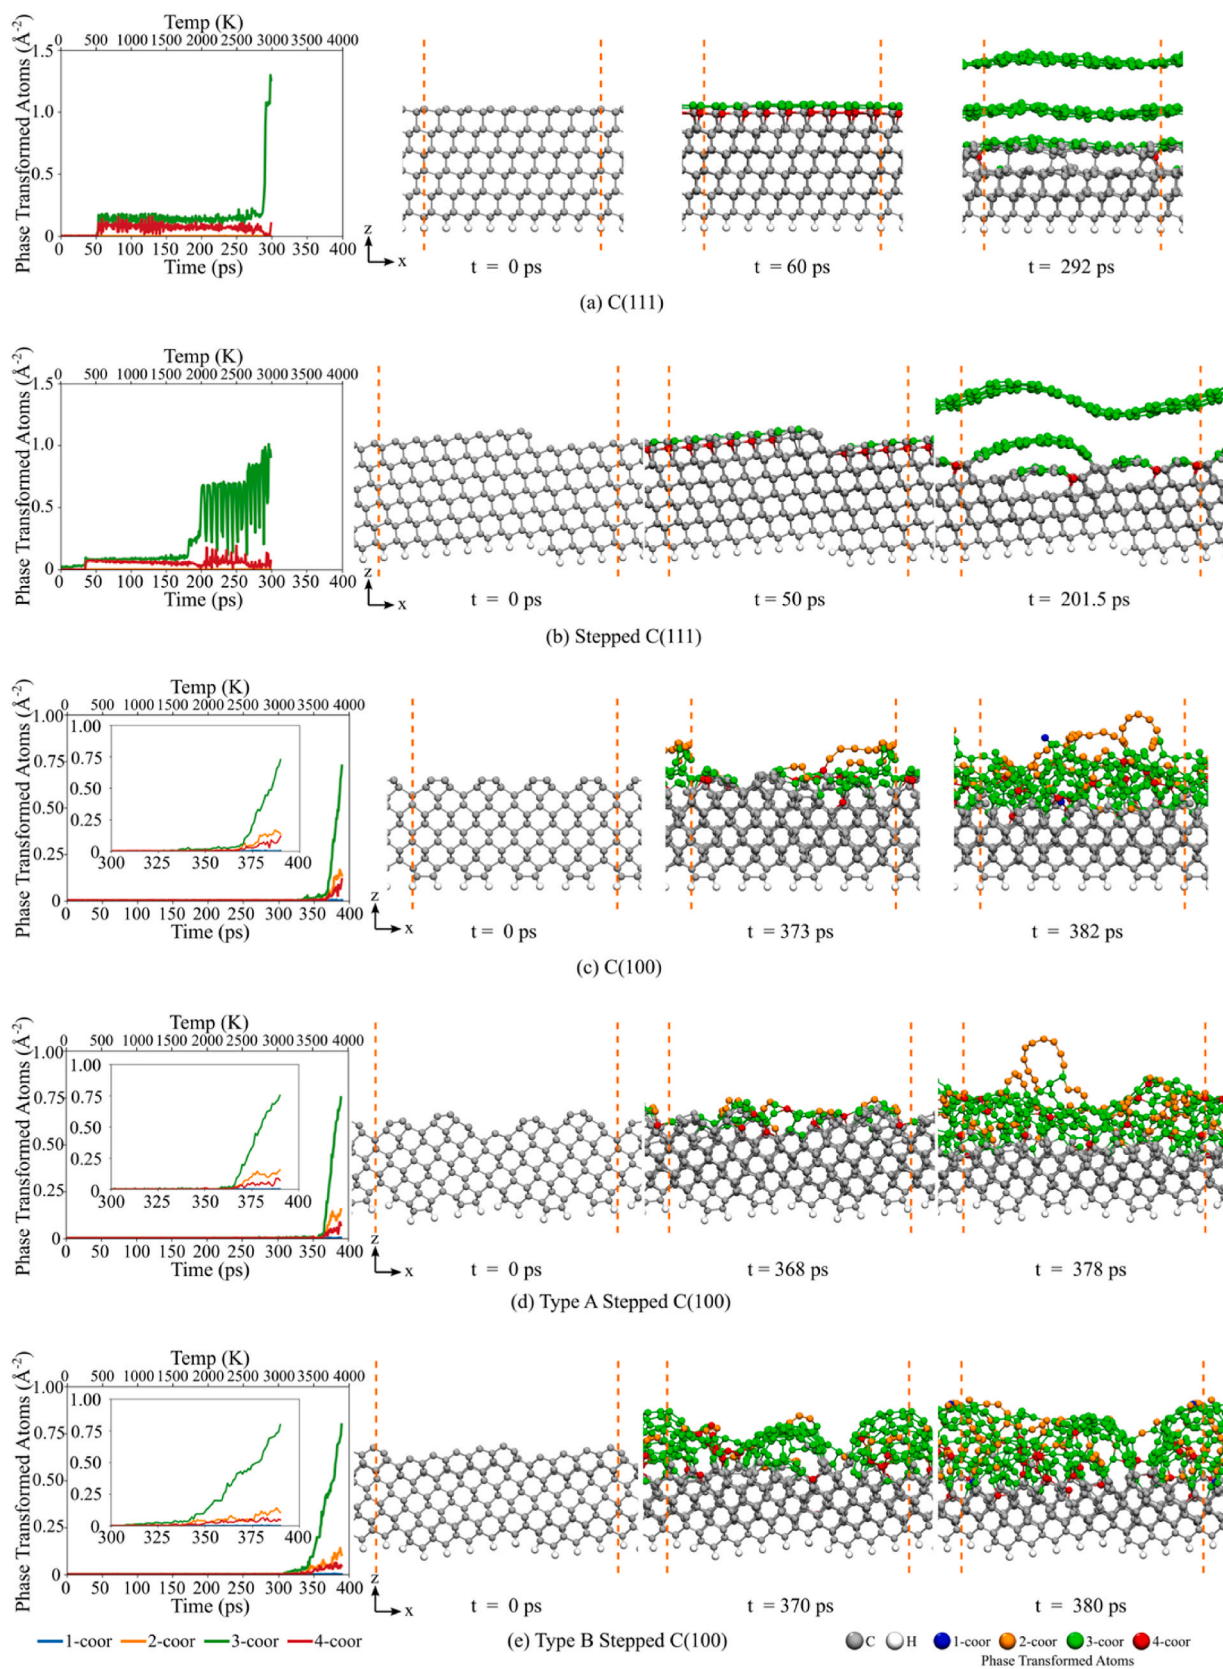 Temp (K)
0 500 1000 1500 2000 2500 3000 3500 4000
Phase Transformed Atoms (Å-2)
1.5
1.0
0.5
0
0 50 100 150 200 250 300 350 400
Time (ps)
z
x
t = 0 ps
t = 60 ps
t = 292 ps
(a) C(111)
Temp (K)
0 500 1000 1500 2000 2500 3000 3500 4000
Phase Transformed Atoms (Å-2)
1.5
1.0
0.5
0
0 50 100 150 200 250 300 350 400
Time (ps)
z
x
t = 0 ps
t = 50 ps
t = 201.5 ps
(b) Stepped C(111)
Temp (K)
0 500 1000 1500 2000 2500 3000 3500 4000
Phase Transformed Atoms (Å-2)
1.00
0.75
0.50
0.25
0
1.00
0.75
0.50
0.25
0
300 325 350 375 400
0 50 100 150 200 250 300 350 400
Time (ps)
z
x
t = 0 ps
t = 373 ps
t = 382 ps
(c) C(100)
Temp (K)
0 500 1000 1500 2000 2500 3000 3500 4000
Phase Transformed Atoms (Å-2)
1.00
0.75
0.50
0.25
0
1.00
0.75
0.50
0.25
0
300 320 340 360 380 400
0 50 100 150 200 250 300 350 400
Time (ps)
z
x
t = 0 ps
t = 368 ps
t = 378 ps
(d) Type A Stepped C(100)
Temp (K)
0 500 1000 1500 2000 2500 3000 3500 4000
Phase Transformed Atoms (Å-2)
1.00
0.75
0.50
0.25
0
1.00
0.75
0.50
0.25
0
300 320 340 360 380 400
0 50 100 150 200 250 300 350 400
Time (ps)
z
x
t = 0 ps
t = 370 ps
t = 380 ps
(e) Type B Stepped C(100)
1-coor 2-coor 3-coor 4-coor
C H 1-coor 2-coor 3-coor 4-coor
Phase Transformed Atoms